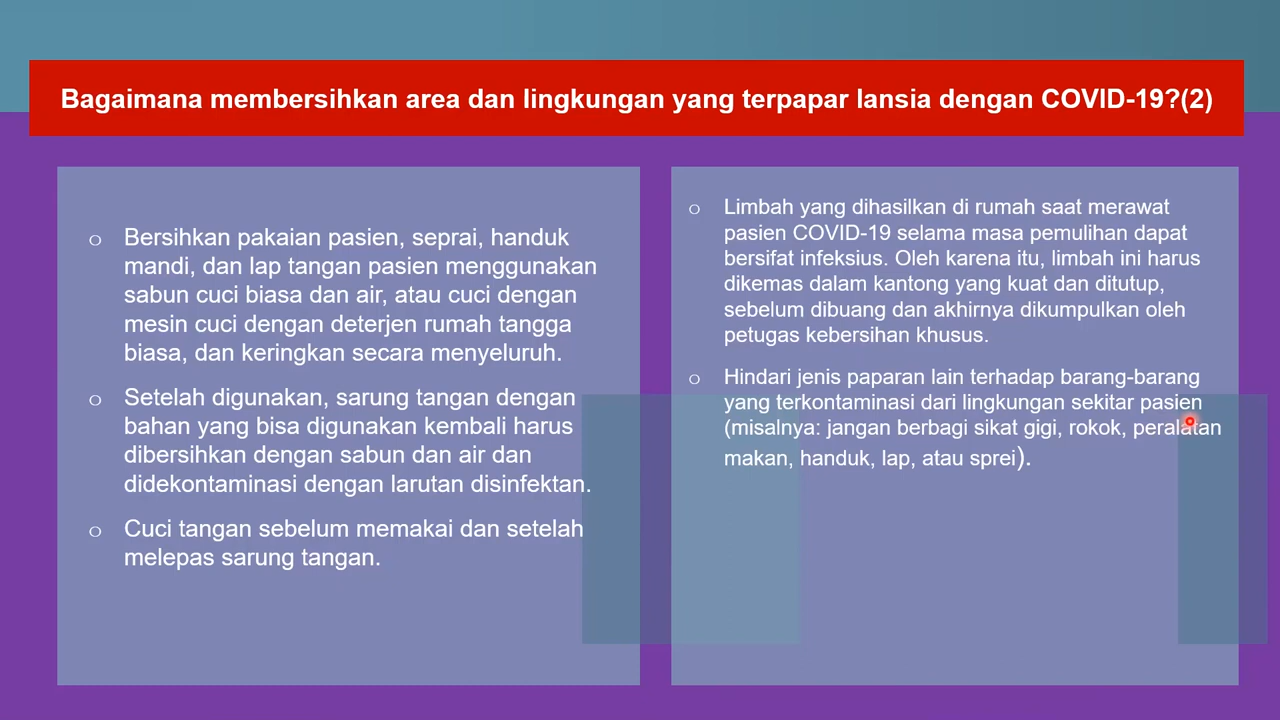 Bagaimana membersihkan area dan lingkungan yang terpapar lansia dengan COVID-19?(2)
o Bersihkan pakaian pasien, seprai, handuk
mandi, dan lap tangan pasien menggunakan
sabun cuci biasa dan air, atau cuci dengan
mesin cuci dengan deterjen rumah tangga
biasa, dan keringkan secara menyeluruh.
o Setelah digunakan, sarung tangan dengan
bahan yang bisa digunakan kembali harus
dibersihkan dengan sabun dan air dan
didekontaminasi dengan larutan disinfektan.
o Cuci tangan sebelum memakai dan setelah
melepas sarung tangan.
o Limbah yang dihasilkan di rumah saat merawat
pasien COVID-19 selama masa pemulihan dapat
bersifat infeksius. Oleh karena itu, limbah ini harus
dikemas dalam kantong yang kuat dan ditutup,
sebelum dibuang dan akhirnya dikumpulkan oleh
petugas kebersihan khusus.
o Hindari jenis paparan lain terhadap barang-barang
yang terkontaminasi dari lingkungan sekitar pasien
(misalnya: jangan berbagi sikat gigi, rokok, peralatan
makan, handuk, lap, atau sprei).